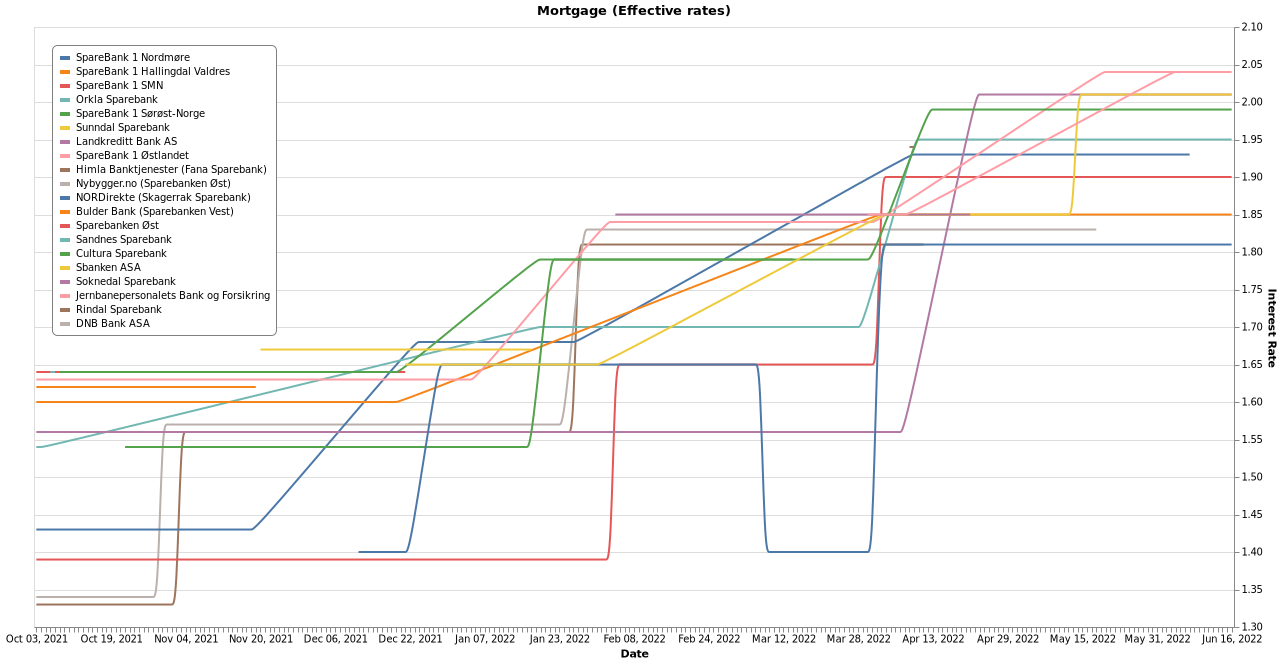 Mortgage (Effective rates)
SpareBank 1 Nordmøre
SpareBank 1 Hallingdal Valdres
SpareBank 1 SMN
Orkla Sparebank
SpareBank 1 Sørøst-Norge
Sunndal Sparebank
Landkreditt Bank AS
SpareBank 1 Østlandet
Himla Banktjenester (Fana Sparebank)
Nybygger.no (Sparebanken Øst)
NORDirekte (Skagerrak Sparebank)
Bulder Bank (Sparebanken Vest)
Sparebanken Øst
Sandnes Sparebank
Cultura Sparebank
Sbanken ASA
Soknedal Sparebank
Jernbanepersonalets Bank og Forsikring
Rindal Sparebank
DNB Bank ASA
2.10
2.05
2.00
1.95
1.90
1.85
1.80
1.75
1.70
1.65
1.60
1.55
1.50
1.45
1.40
1.35
1.30
Interest Rate
Oct 03, 2021 Oct 19, 2021 Nov 04, 2021 Nov 20, 2021 Dec 06, 2021 Dec 22, 2021 Jan 07, 2022 Jan 23, 2022 Feb 08, 2022 Feb 24, 2022 Mar 12, 2022 Mar 28, 2022 Apr 13, 2022 Apr 29, 2022 May 15, 2022 May 31, 2022 Jun 16, 2022
Date